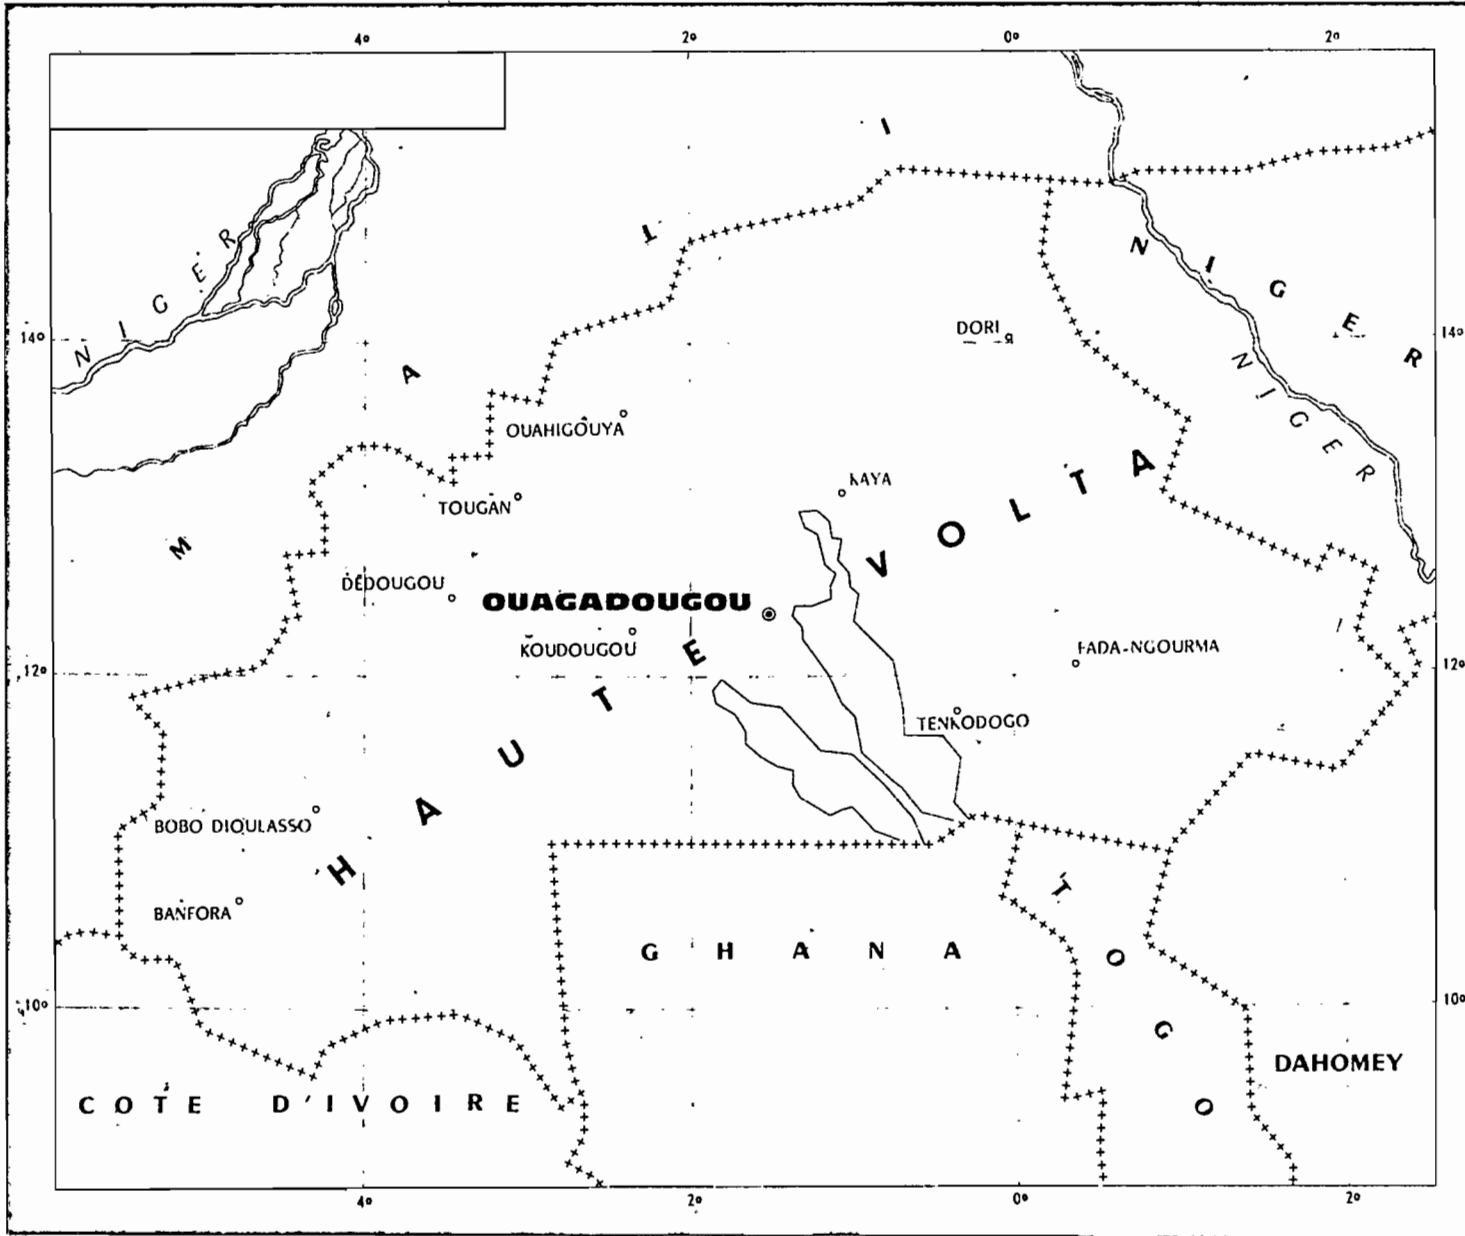 4° 2° 0° 2°
MALI
NIGER
NIGER
NIGER
14° 14°
DORI
OUAHIGOUYA
KAYA
TOUGAN
HAUTE VOLTA
DÉDOUGOU
OUAGADOUGOU
KOUDOUGOU
FADA-NGOURMA
12° 12°
TENKODOGO
BOBO DIOULASSO
BANFORA
GHANA
TOGO
10° 10°
DAHOMEY
COTE D'IVOIRE
4° 2° 0° 2°